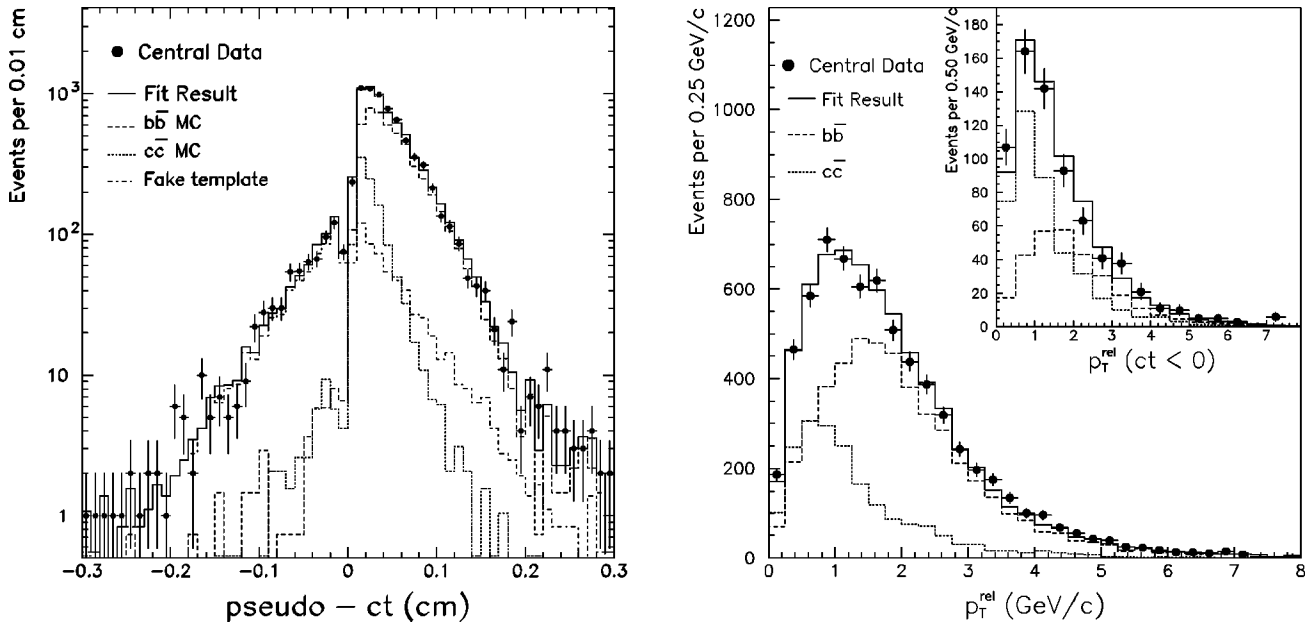 Events per 0.01 cm
10³
10²
10
1
Central Data
Fit Result
bb̅ MC
cc̅ MC
Fake template
−0.3 −0.2 −0.1 0 0.1 0.2 0.3
pseudo − ct (cm)
Events per 0.25 GeV/c
1200
1000
800
600
400
200
0
Central Data
Fit Result
bb̅
cc̅
0 1 2 3 4 5 6 7 8
p_T^rel (GeV/c)
Events per 0.50 GeV/c
180
160
140
120
100
80
60
40
20
0
0 1 2 3 4 5 6 7
p_T^rel (ct < 0)